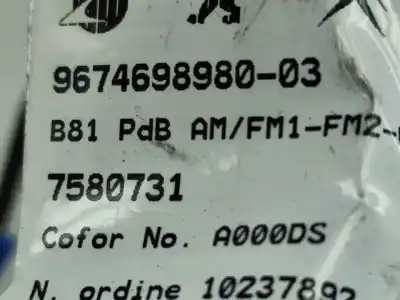 9674698980-03
B81 PdB AM/FM1-FM2-
7580731
Cofor No. A000DS
N. ordine 10237892